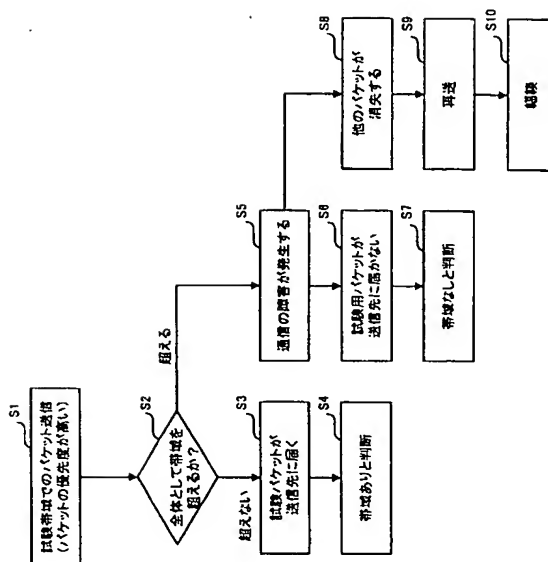 S1
試験帯域でのパケット送信
(パケットの優先度が高い)
S2
全体として帯域を
超えるか?
超える
超えない
S3
試験パケットが
送信先に届く
S4
帯域ありと判断
S5
通信の障害が発生する
S6
試験用パケットが
送信先に届かない
S7
帯域なしと判断
S8
他のパケットが
消失する
S9
再送
S10
輻輳